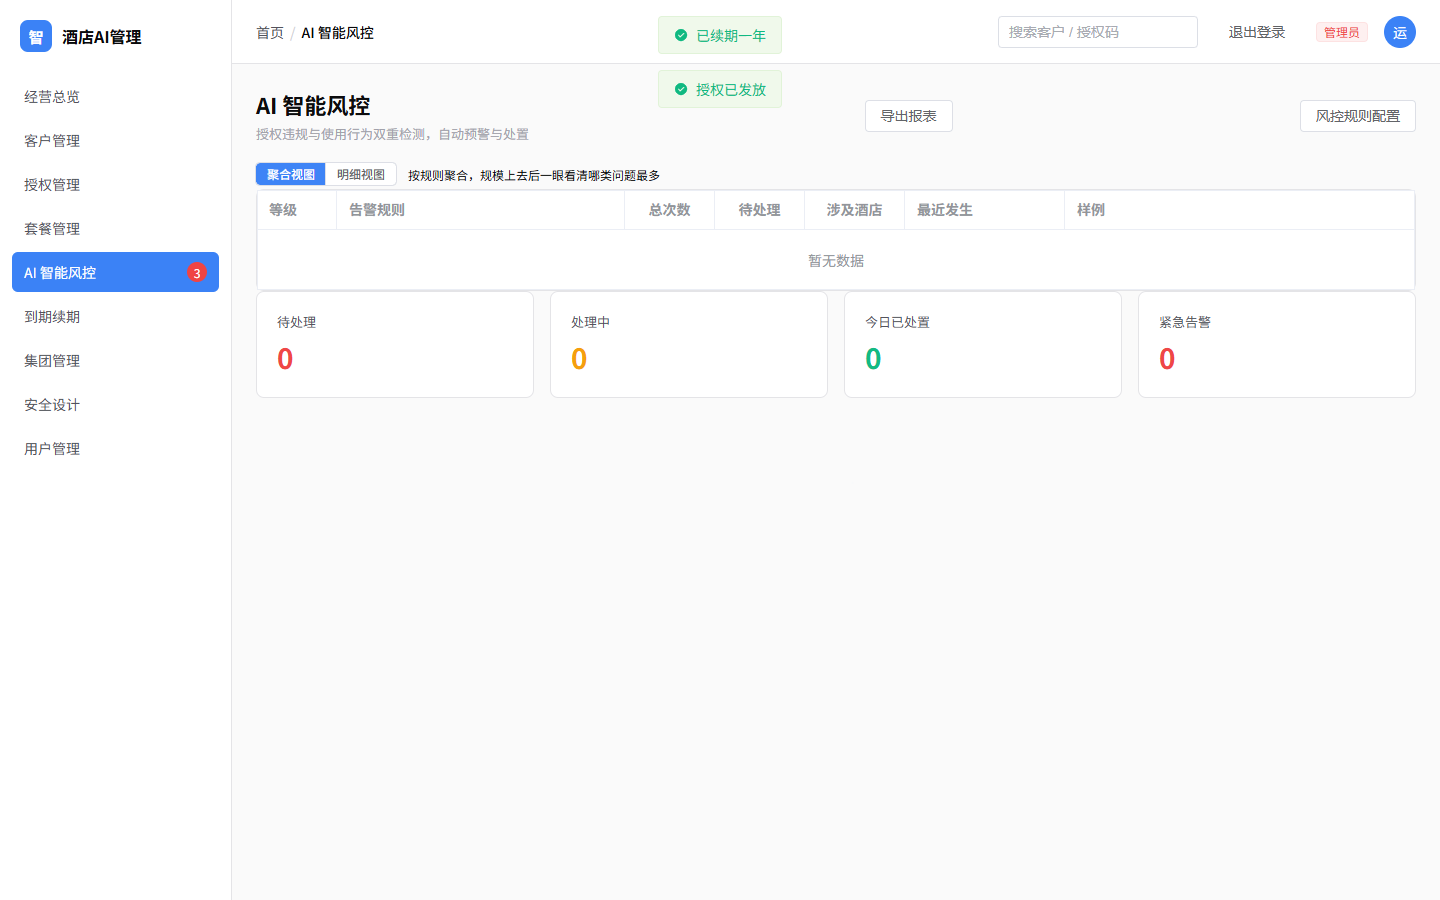 智 酒店AI管理
经营总览
客户管理
授权管理
套餐管理
AI 智能风控 3
到期续期
集团管理
安全设计
用户管理
首页 / AI 智能风控
已续期一年
授权已发放
搜索客户 / 授权码
退出登录
管理员
运
AI 智能风控
授权违规与使用行为双重检测，自动预警与处置
导出报表
风控规则配置
聚合视图 明细视图 按规则聚合，规模上去后一眼看清哪类问题最多
等级 告警规则 总次数 待处理 涉及酒店 最近发生 样例
暂无数据
待处理
0
处理中
0
今日已处置
0
紧急告警
0